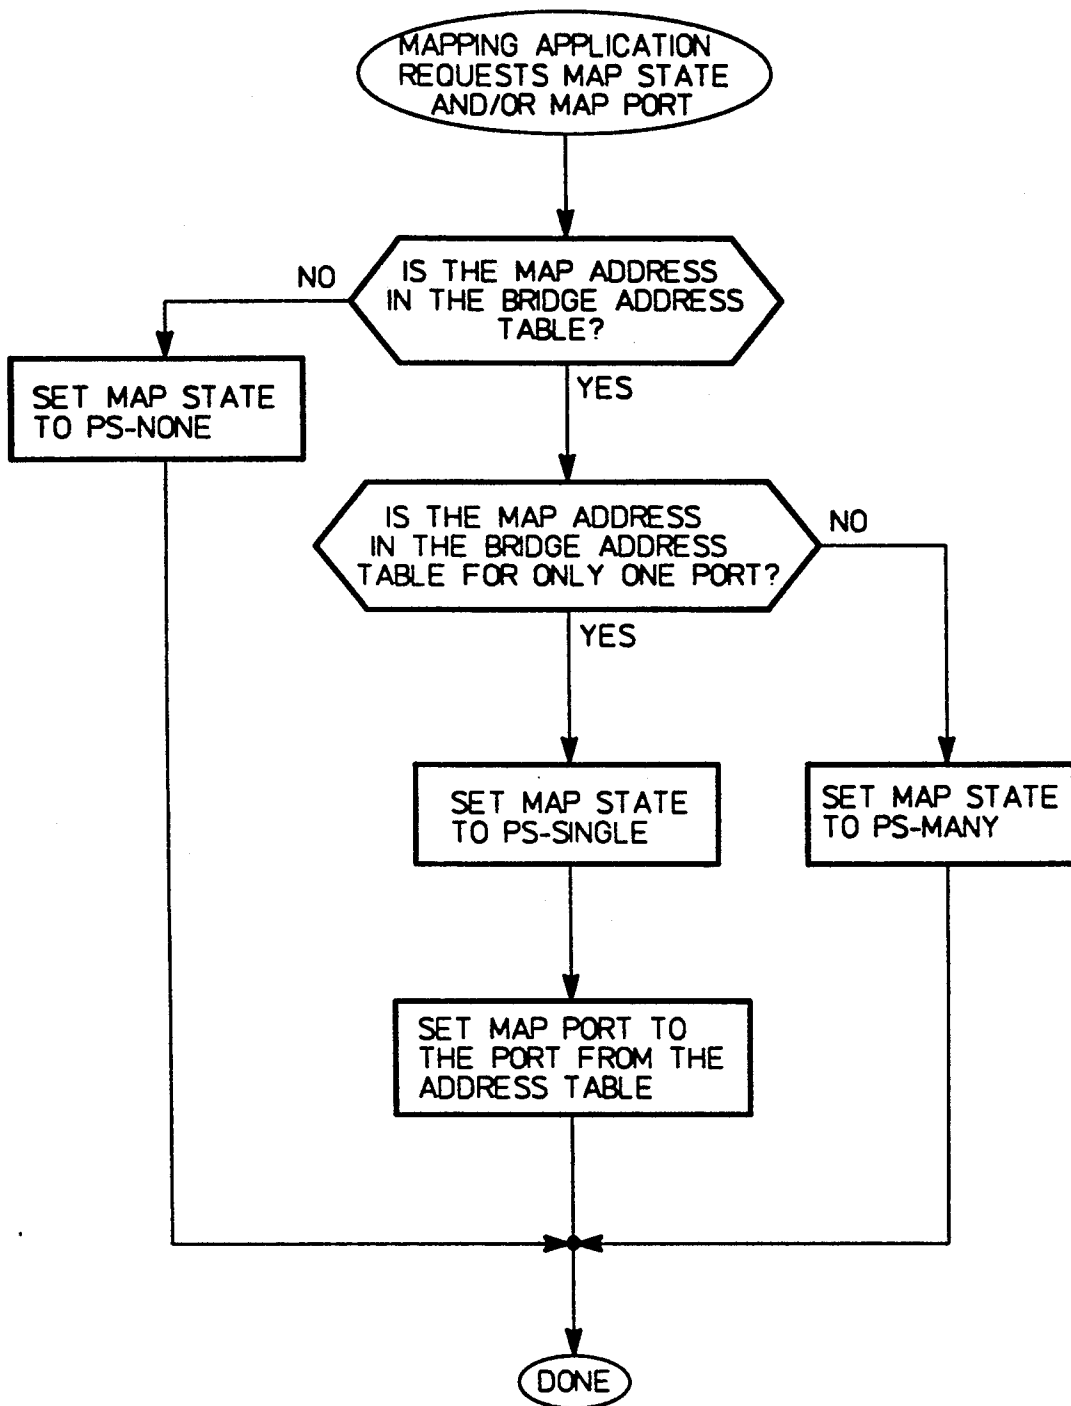 MAPPING APPLICATION
REQUESTS MAP STATE
AND/OR MAP PORT
NO
IS THE MAP ADDRESS
IN THE BRIDGE ADDRESS
TABLE?
YES
SET MAP STATE
TO PS-NONE
IS THE MAP ADDRESS
IN THE BRIDGE ADDRESS
TABLE FOR ONLY ONE PORT?
NO
YES
SET MAP STATE
TO PS-SINGLE
SET MAP STATE
TO PS-MANY
SET MAP PORT TO
THE PORT FROM THE
ADDRESS TABLE
DONE